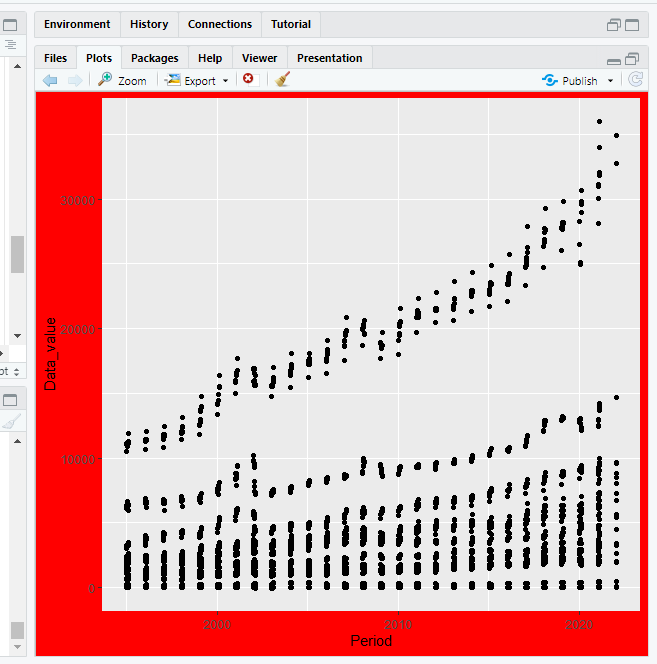 Environment History Connections Tutorial
Files Plots Packages Help Viewer Presentation
Zoom Export Publish
30000
20000
10000
0
Data_value
2000 2010 2020
Period